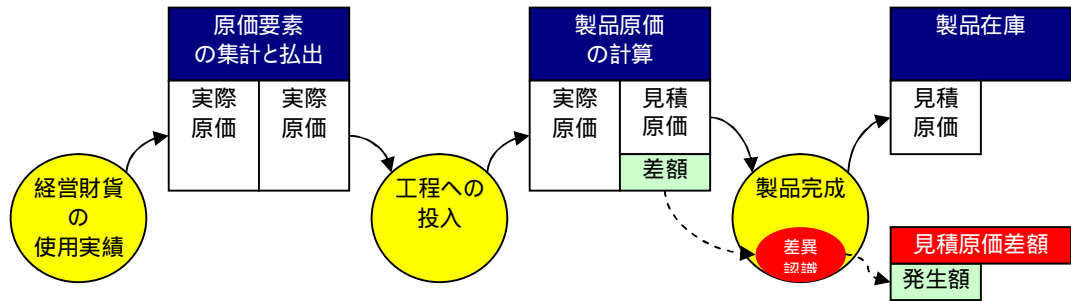 原価要素
の集計と払出
実際
原価
実際
原価
経営財貨
の
使用実績
工程への
投入
製品原価
の計算
実際
原価
見積
原価
差額
製品完成
差異
認識
製品在庫
見積
原価
見積原価差額
発生額